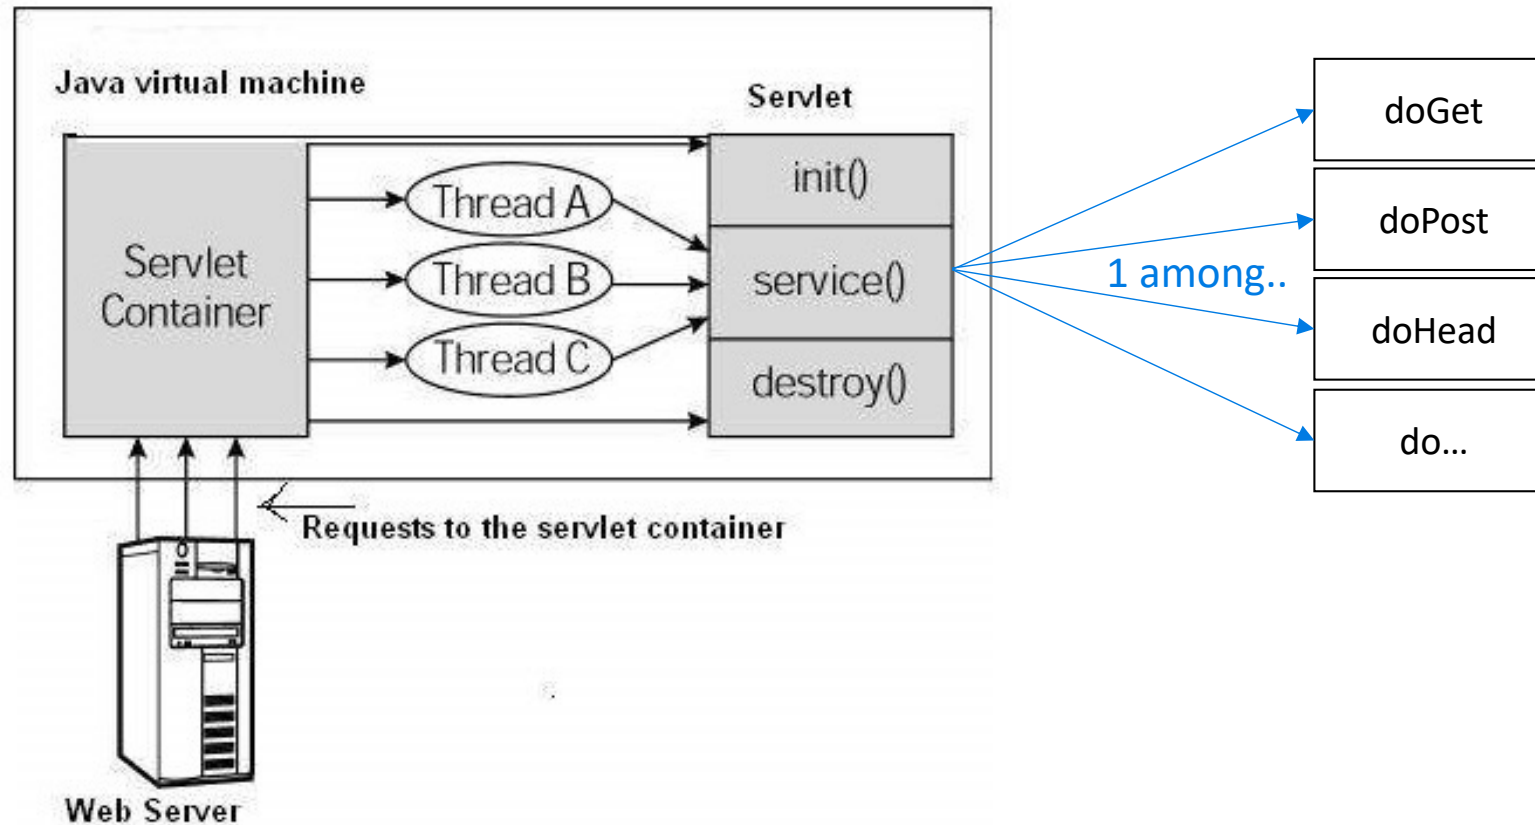 Java virtual machine
Servlet
Servlet
Container
Thread A
Thread B
Thread C
init()
service()
destroy()
1 among..
doGet
doPost
doHead
do...
Requests to the servlet container
Web Server